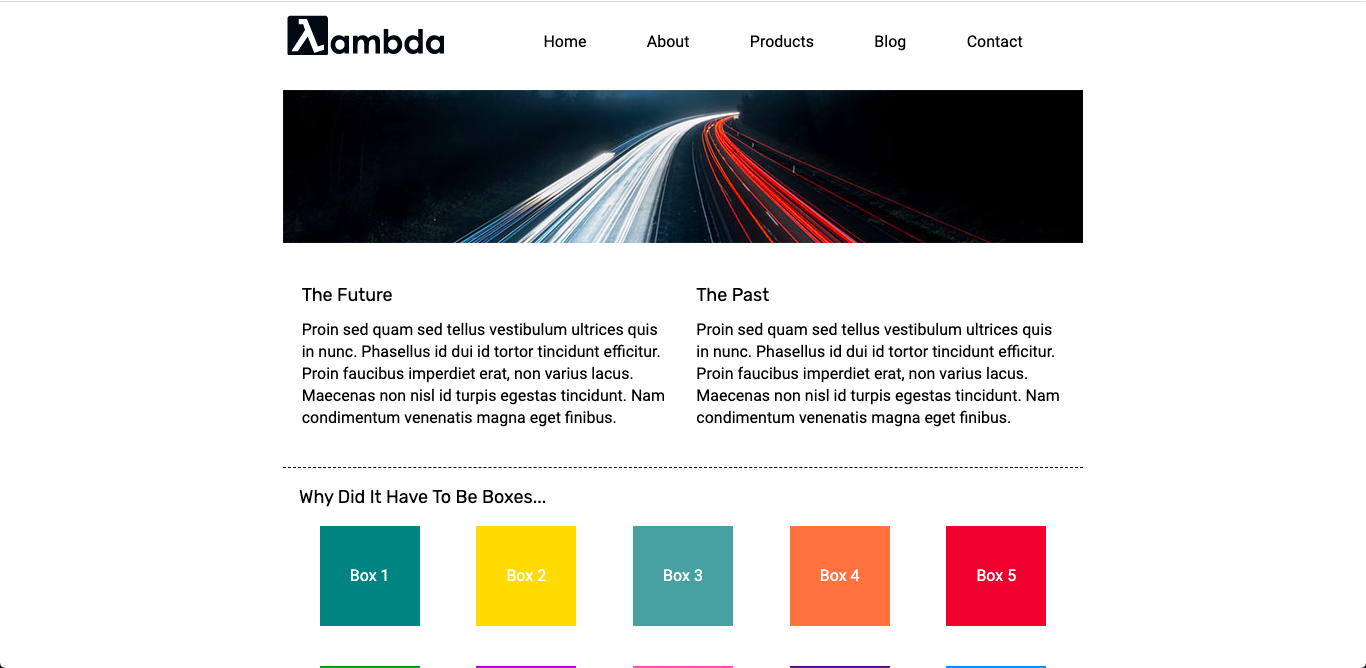 λambda
Home About Products Blog Contact
The Future
Proin sed quam sed tellus vestibulum ultrices quis
in nunc. Phasellus id dui id tortor tincidunt efficitur.
Proin faucibus imperdiet erat, non varius lacus.
Maecenas non nisl id turpis egestas tincidunt. Nam
condimentum venenatis magna eget finibus.
The Past
Proin sed quam sed tellus vestibulum ultrices quis
in nunc. Phasellus id dui id tortor tincidunt efficitur.
Proin faucibus imperdiet erat, non varius lacus.
Maecenas non nisl id turpis egestas tincidunt. Nam
condimentum venenatis magna eget finibus.
Why Did It Have To Be Boxes...
Box 1 Box 2 Box 3 Box 4 Box 5